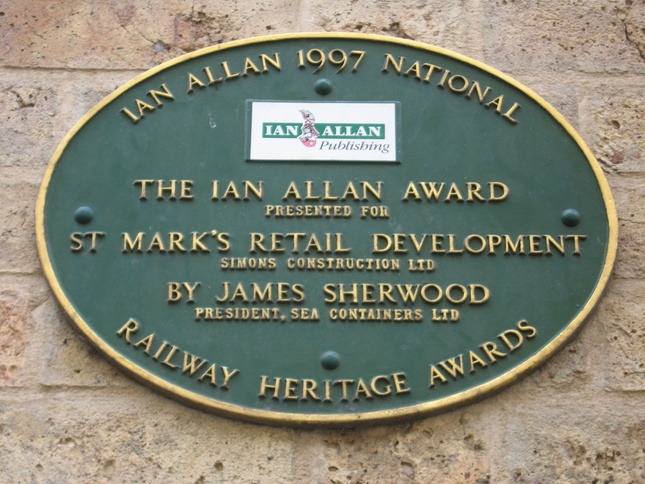 IAN ALLAN 1997 NATIONAL
IAN ALLAN
Publishing
THE IAN ALLAN AWARD
PRESENTED FOR
ST MARK'S RETAIL DEVELOPMENT
SIMONS CONSTRUCTION LTD
BY JAMES SHERWOOD
PRESIDENT, SEA CONTAINERS LTD
RAILWAY HERITAGE AWARDS